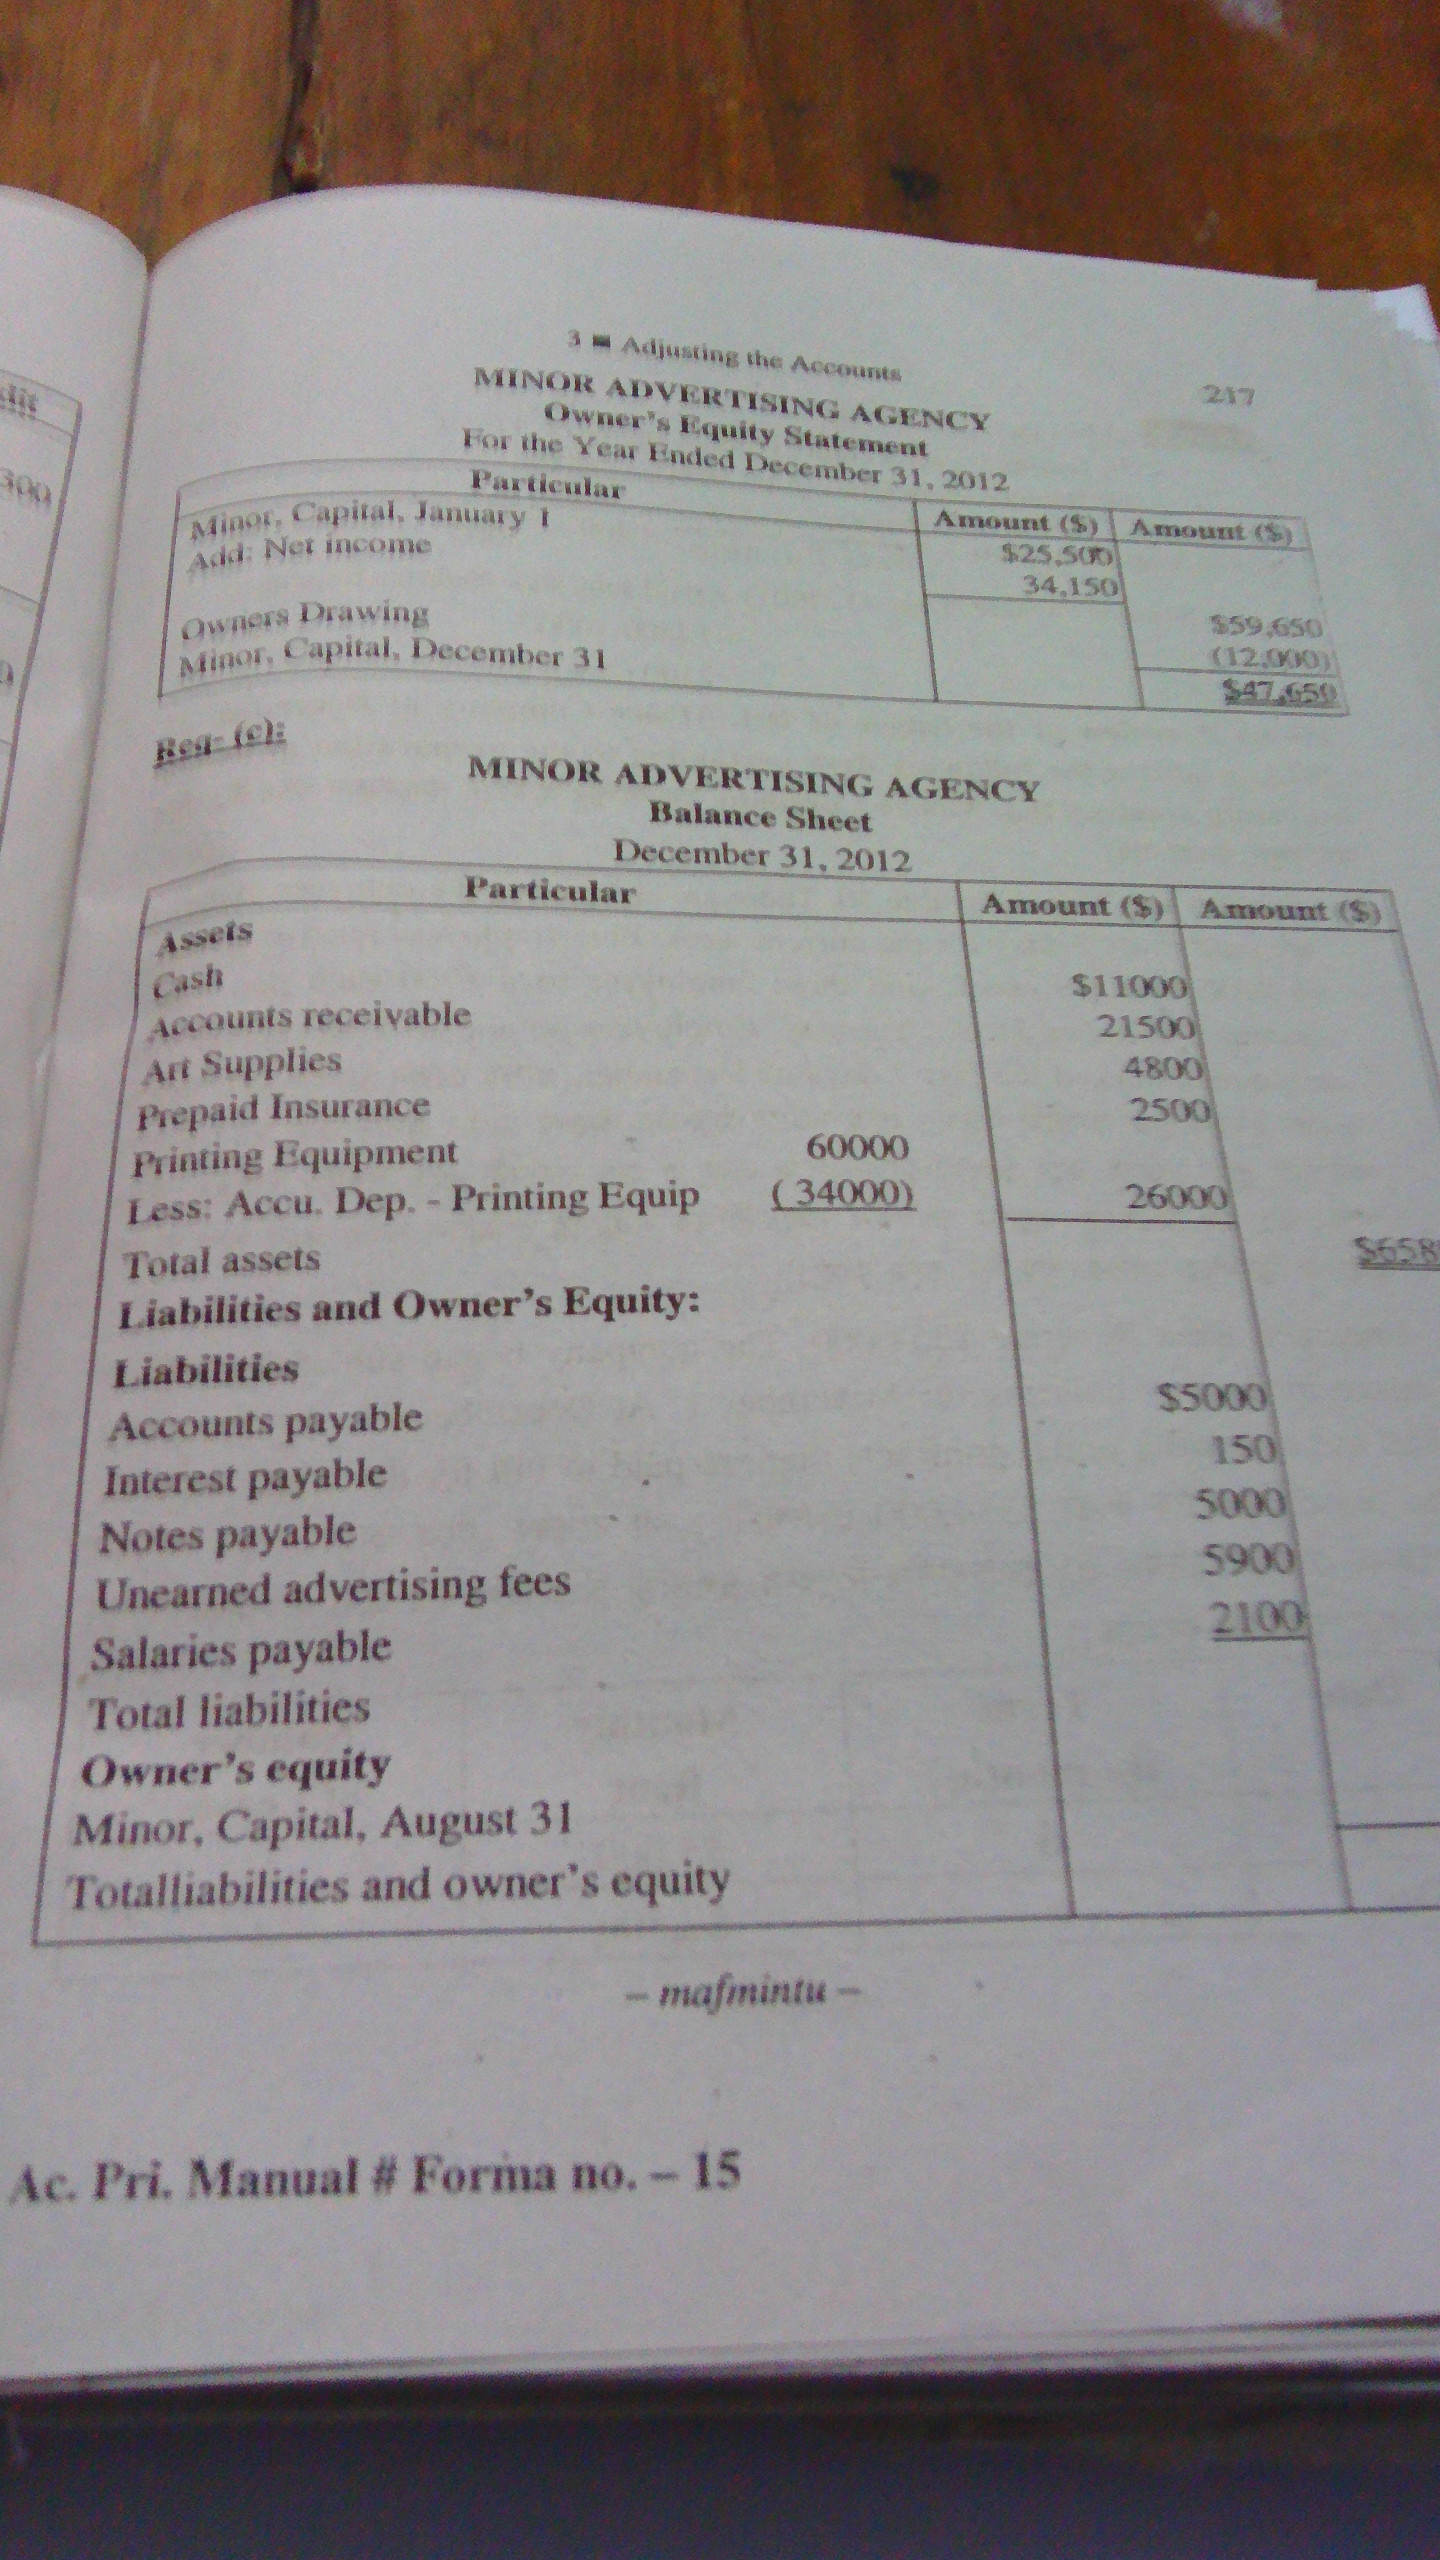 dit
300
3 ■ Adjusting the Accounts 217
MINOR ADVERTISING AGENCY
Owner's Equity Statement
For the Year Ended December 31, 2012
Particular Amount ($) Amount ($)
Minor, Capital, January 1 $25,500
Add: Net income 34,150
$59,650
Owners Drawing (12,000)
Minor, Capital, December 31 $47,650
Req- (c):
MINOR ADVERTISING AGENCY
Balance Sheet
December 31, 2012
Particular Amount ($) Amount ($)
Assets
Cash $11000
Accounts receivable 21500
Art Supplies 4800
Prepaid Insurance 2500
Printing Equipment 60000
Less: Accu. Dep. - Printing Equip ( 34000) 26000
Total assets $658
Liabilities and Owner's Equity:
Liabilities
Accounts payable $5000
Interest payable 150
Notes payable 5000
Unearned advertising fees 5900
Salaries payable 2100
Total liabilities
Owner's equity
Minor, Capital, August 31
Totalliabilities and owner's equity
– mafmintu –
Ac. Pri. Manual # Forma no. – 15